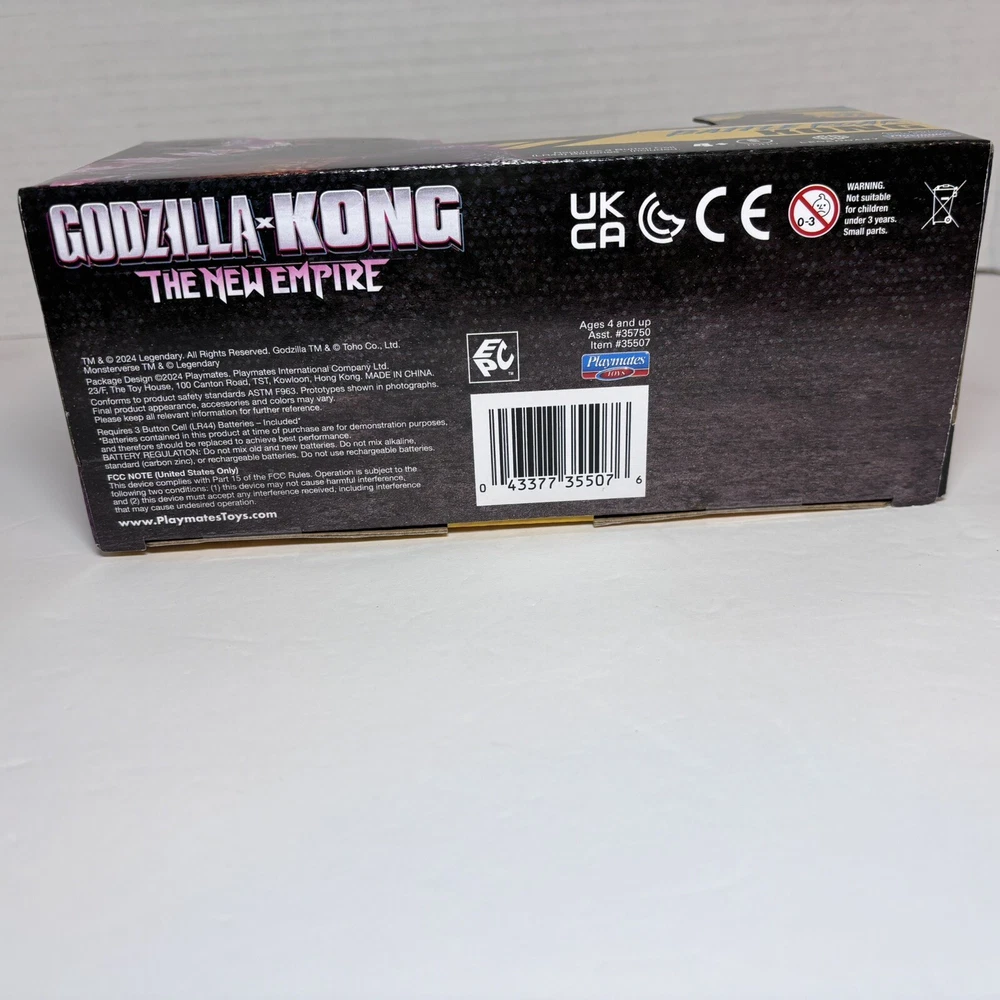 GODZILLA x KONG
THE NEW EMPIRE
UK
CA
CE
0-3
WARNING.
Not suitable
for children
under 3 years.
Small parts.
TM & © 2024 Legendary. All Rights Reserved. Godzilla TM & © Toho Co., Ltd.
Monsterverse TM & © Legendary
Package Design ©2024 Playmates. Playmates International Company Ltd.
23/F, The Toy House, 100 Canton Road, TST, Kowloon, Hong Kong. MADE IN CHINA.
Conforms to product safety standards ASTM F963. Prototypes shown in photographs.
Final product appearance, accessories and colors may vary.
Please keep all relevant information for further reference.
Requires 3 Button Cell (LR44) Batteries – Included*
*Batteries contained in this product at time of purchase are for demonstration purposes,
and therefore should be replaced to achieve best performance.
BATTERY REGULATION: Do not mix old and new batteries. Do not mix alkaline,
standard (carbon zinc), or rechargeable batteries. Do not use rechargeable batteries.
FCC NOTE (United States Only)
This device complies with Part 15 of the FCC Rules. Operation is subject to the
following two conditions: (1) this device may not cause harmful interference,
and (2) this device must accept any interference received, including interference
that may cause undesired operation.
www.PlaymatesToys.com
EPC
TM
Ages 4 and up
Asst. #35750
Item #35507
Playmates
TOYS
0 43377 35507 6